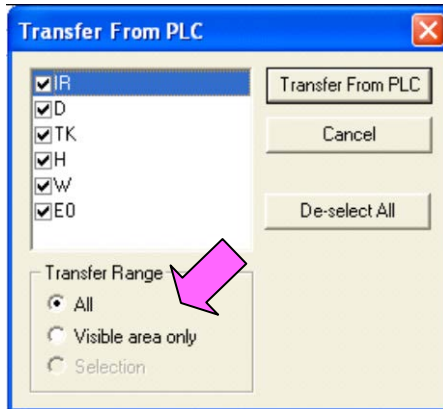 Transfer From PLC
IR
D
TK
H
W
E0
Transfer From PLC
Cancel
De-select All
Transfer Range
All
Visible area only
Selection